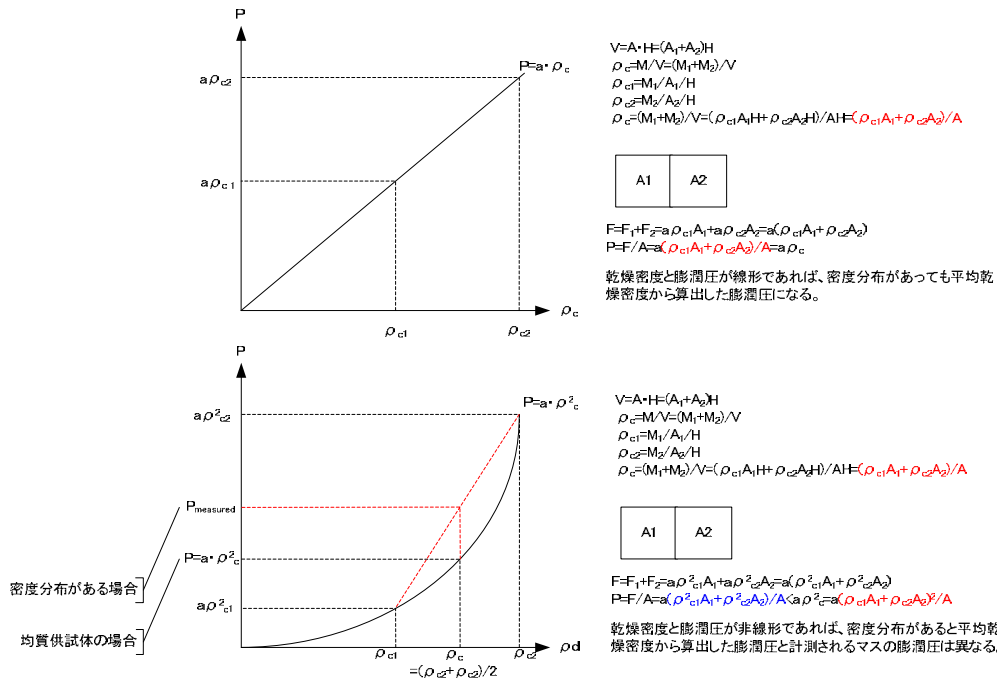 P
aρc2
P=a・ρc
aρc1
ρc
ρc1
ρc2
V=A・H=(A₁+A₂)H
ρc=M/V=(M₁+M₂)/V
ρc1=M₁/A₁/H
ρc2=M₂/A₂/H
ρc=(M₁+M₂)/V=(ρc1A₁H+ρc2A₂H)/AH=(ρc1A₁+ρc2A₂)/A
A1 A2
F=F₁+F₂=aρc1A₁+aρc2A₂=a(ρc1A₁+ρc2A₂)
P=F/A=a(ρc1A₁+ρc2A₂)/A=aρc
乾燥密度と膨潤圧が線形であれば、密度分布があっても平均乾
燥密度から算出した膨潤圧になる。
P
aρ²c2
P=a・ρ²c
Pmeasured
P=a・ρ²c
aρ²c1
密度分布がある場合
均質供試体の場合
ρc1
ρc
ρc2
ρd
=(ρc2+ρc2)/2
V=A・H=(A₁+A₂)H
ρc=M/V=(M₁+M₂)/V
ρc1=M₁/A₁/H
ρc2=M₂/A₂/H
ρc=(M₁+M₂)/V=(ρc1A₁H+ρc2A₂H)/AH=(ρc1A₁+ρc2A₂)/A
A1 A2
F=F₁+F₂=aρ²c1A₁+aρ²c2A₂=a(ρ²c1A₁+ρ²c2A₂)
P=F/A=a(ρ²c1A₁+ρ²c2A₂)/A<aρ²c=a(ρc1A₁+ρc2A₂)²/A
乾燥密度と膨潤圧が非線形であれば、密度分布があると平均乾
燥密度から算出した膨潤圧と計測されるマスの膨潤圧は異なる。